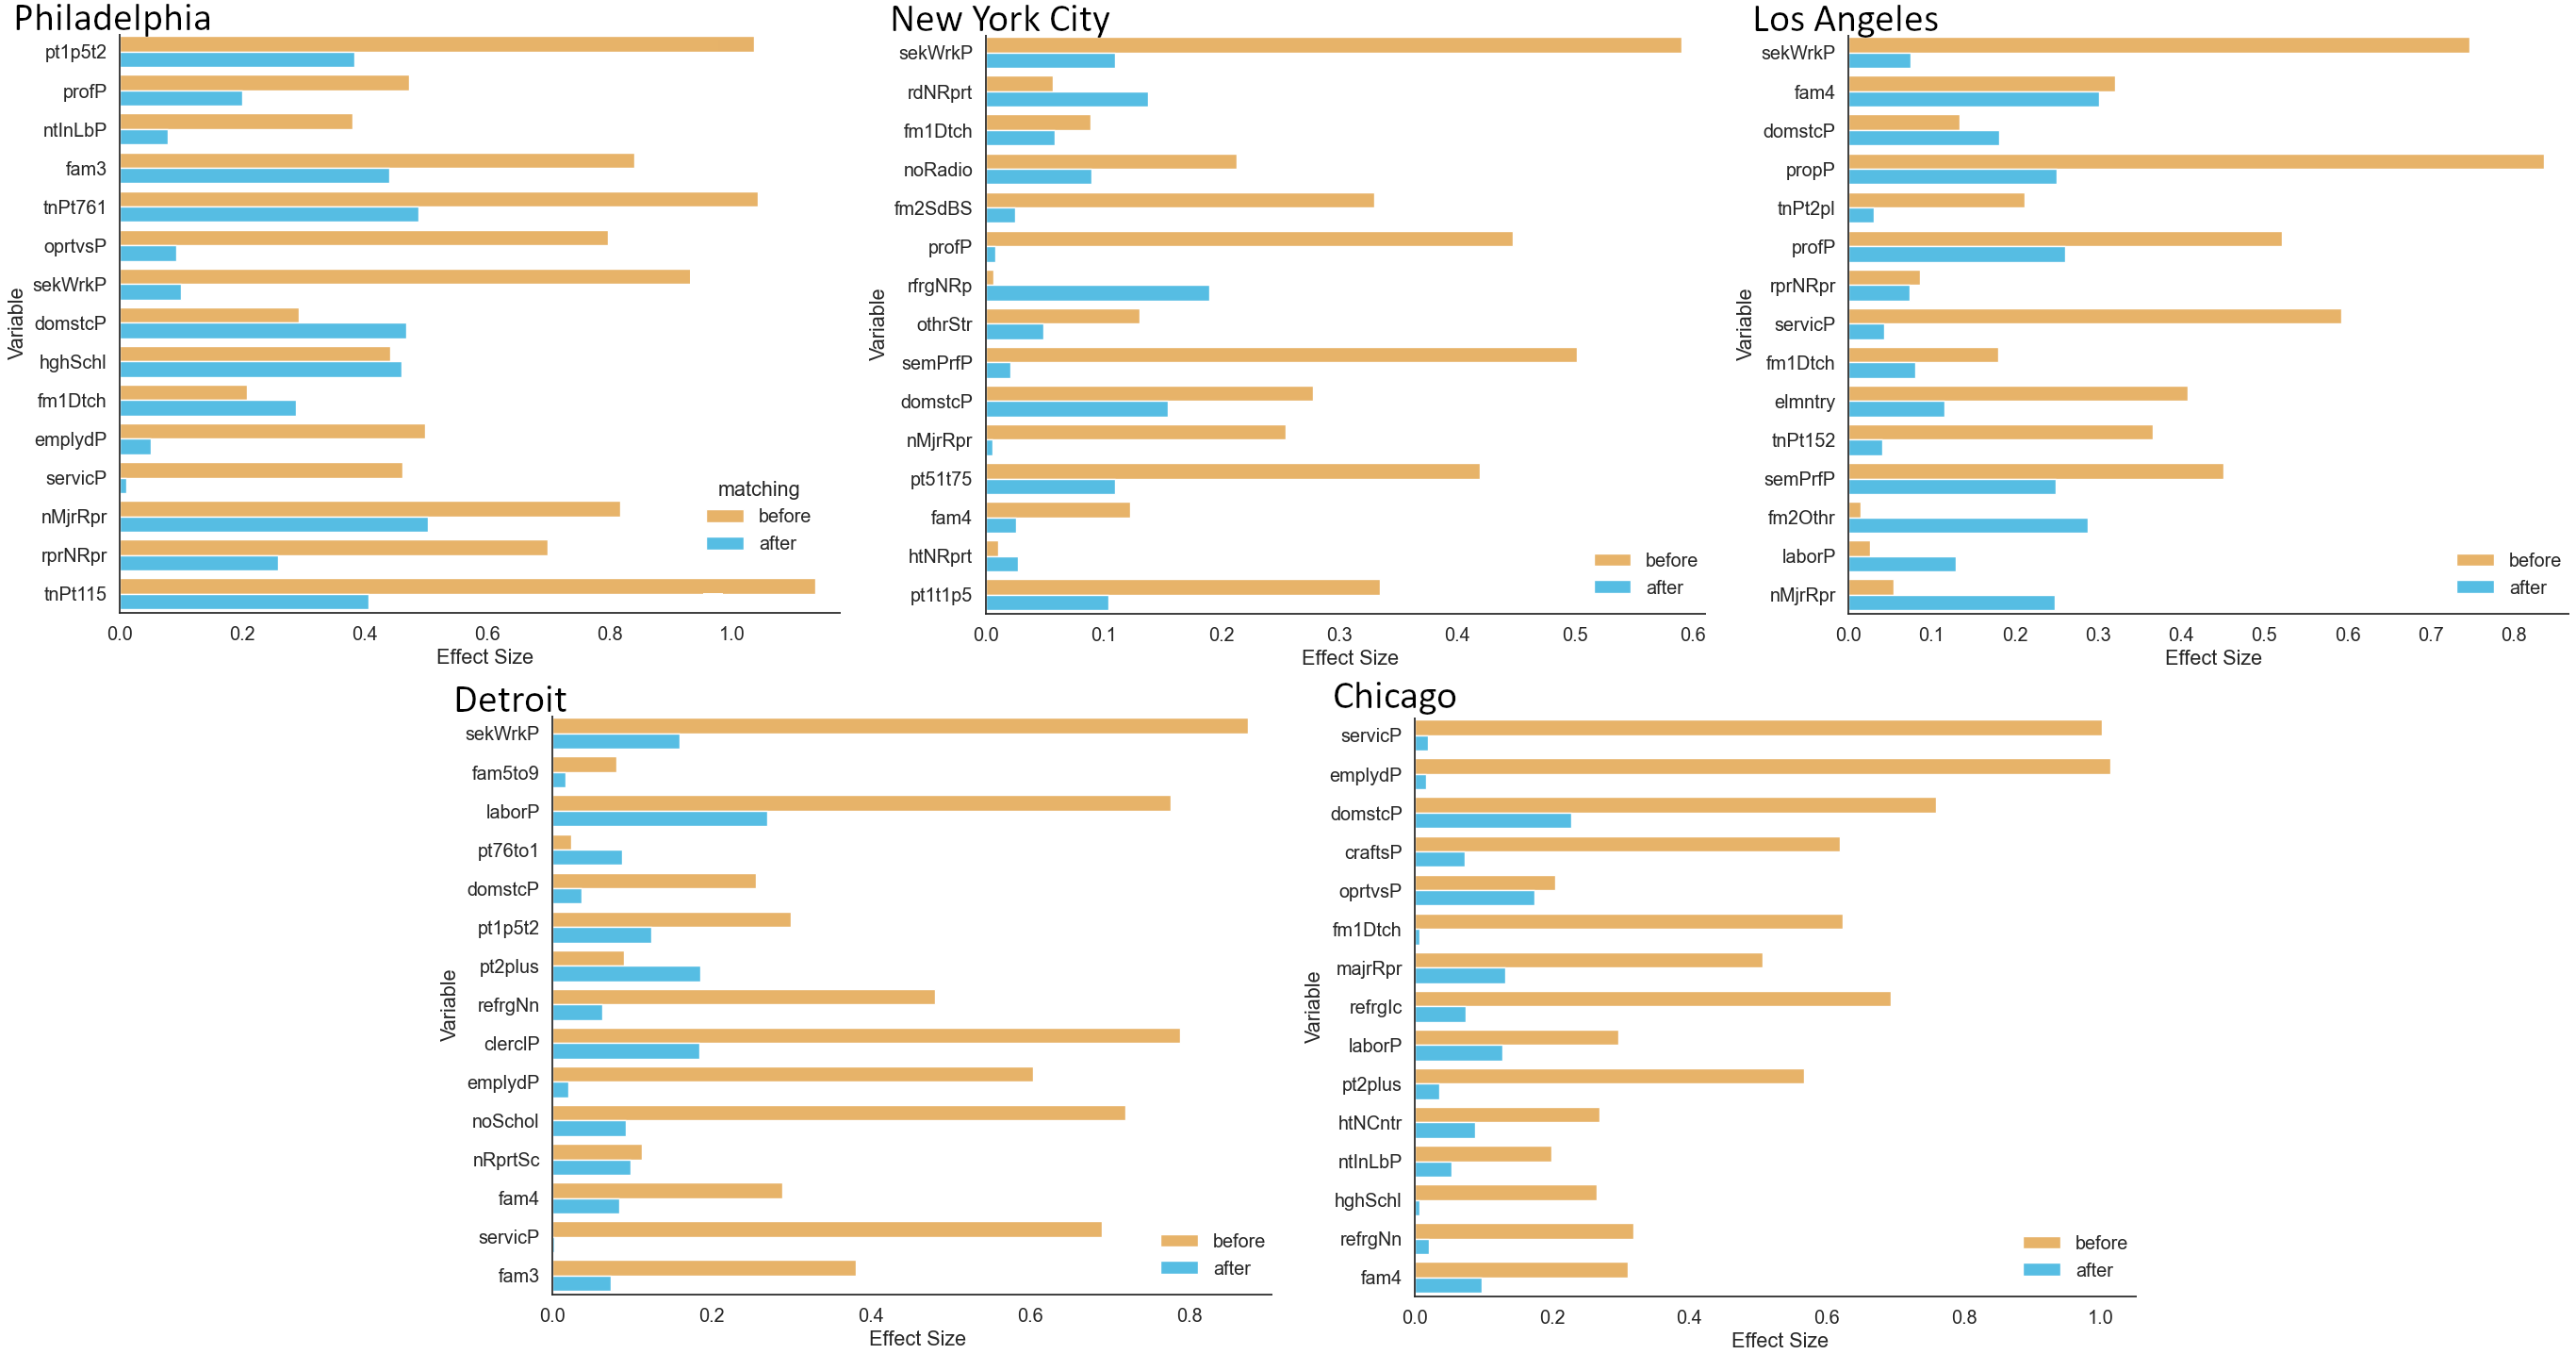 Philadelphia
pt1p5t2
profP
ntInLbP
fam3
tnPt761
oprtvsP
sekWrkP
domstcP
hghSchl
fm1Dtch
emplydP
servicP
nMjrRpr
rprNRpr
tnPt115
Variable
matching
before
after
0.0 0.2 0.4 0.6 0.8 1.0
Effect Size
New York City
sekWrkP
rdNRprt
fm1Dtch
noRadio
fm2SdBS
profP
rfrgNRp
othrStr
semPrfP
domstcP
nMjrRpr
pt51t75
fam4
htNRprt
pt1t1p5
Variable
before
after
0.0 0.1 0.2 0.3 0.4 0.5 0.6
Effect Size
Los Angeles
sekWrkP
fam4
domstcP
propP
tnPt2pl
profP
rprNRpr
servicP
fm1Dtch
elmntry
tnPt152
semPrfP
fm2Othr
laborP
nMjrRpr
Variable
before
after
0.0 0.1 0.2 0.3 0.4 0.5 0.6 0.7 0.8
Effect Size
Detroit
sekWrkP
fam5to9
laborP
pt76to1
domstcP
pt1p5t2
pt2plus
refrgNn
clerclP
emplydP
noSchol
nRprtSc
fam4
servicP
fam3
Variable
before
after
0.0 0.2 0.4 0.6 0.8
Effect Size
Chicago
servicP
emplydP
domstcP
craftsP
oprtvsP
fm1Dtch
majrRpr
refrgIc
laborP
pt2plus
htNCntr
ntInLbP
hghSchl
refrgNn
fam4
Variable
before
after
0.0 0.2 0.4 0.6 0.8 1.0
Effect Size